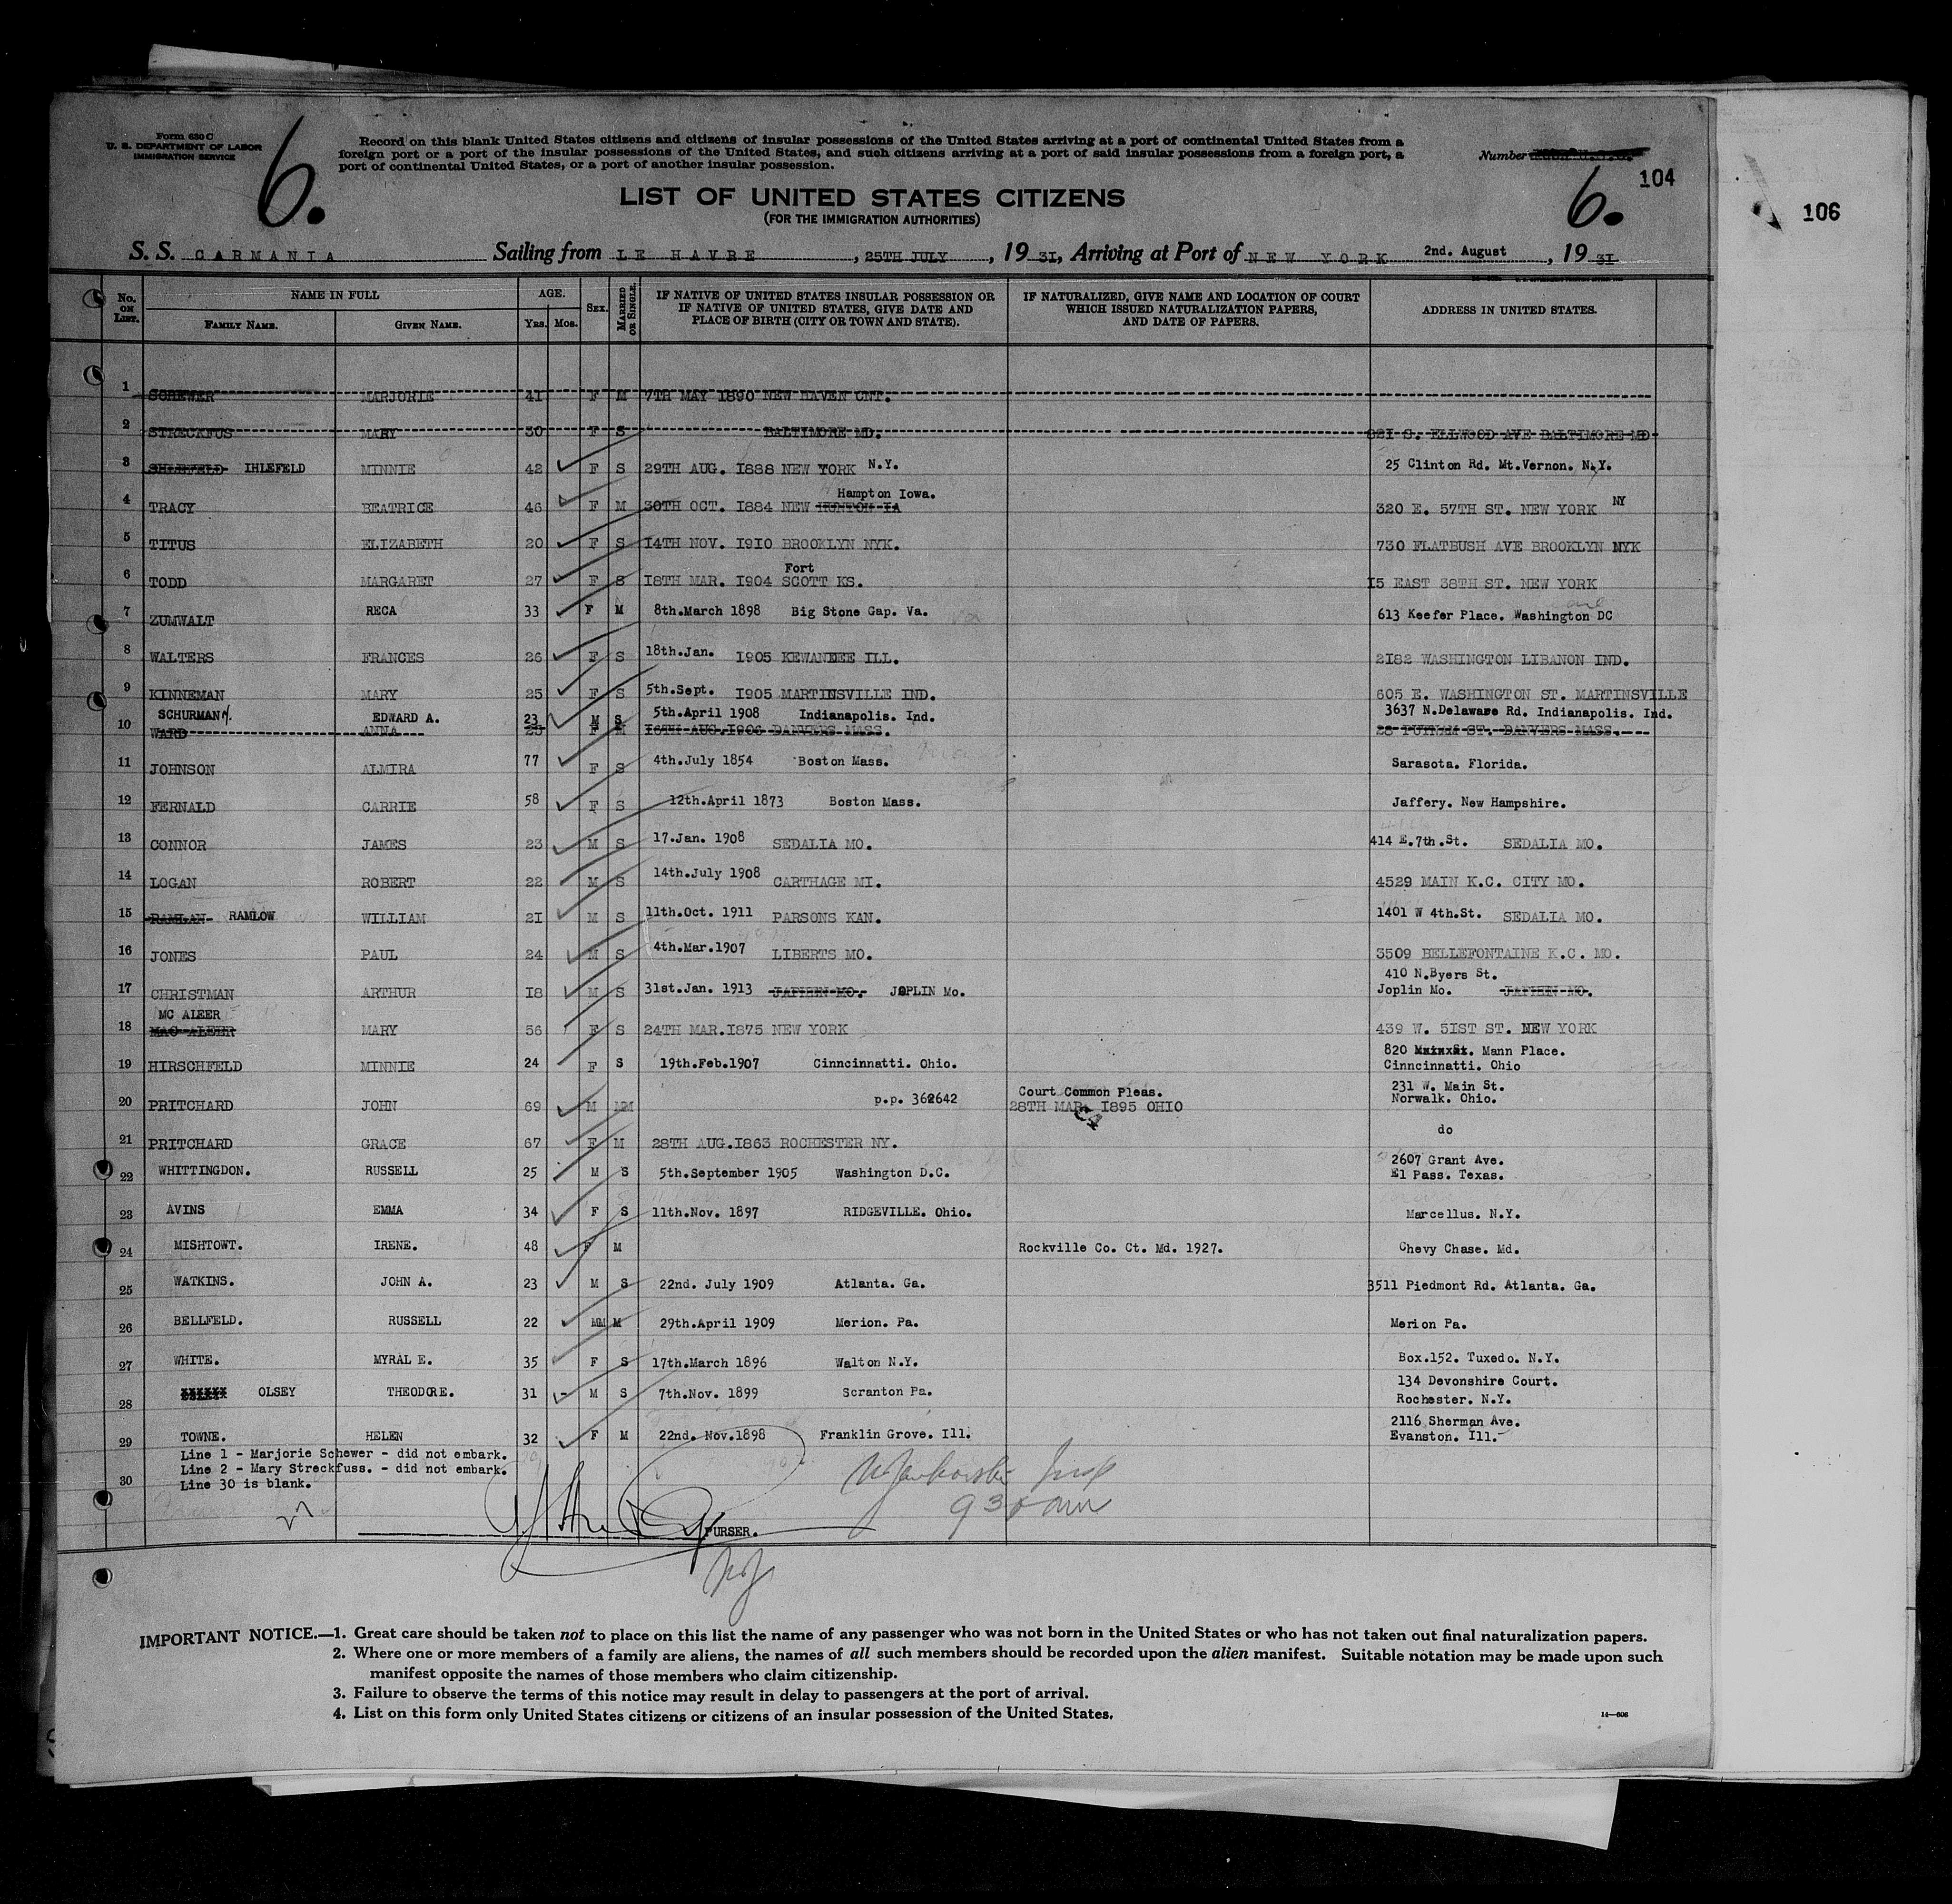 Form 630 C
U. S. DEPARTMENT OF LABOR
IMMIGRATION SERVICE
6.
Record on this blank United States citizens and citizens of insular possessions of the United States arriving at a port of continental United States from a
foreign port or a port of the insular possessions of the United States, and such citizens arriving at a port of said insular possessions from a foreign port, a
port of continental United States, or a port of another insular possession.
Number
6.
104
106
LIST OF UNITED STATES CITIZENS
(FOR THE IMMIGRATION AUTHORITIES)
S. S. CARMANIA Sailing from LE HAVRE, 25TH JULY, 19 31, Arriving at Port of NEW YORK 2nd. August, 19 31
No. on List. NAME IN FULL FAMILY NAME. GIVEN NAME. AGE. Yrs. Mos. SEX. MARRIED OR SINGLE. IF NATIVE OF UNITED STATES INSULAR POSSESSION OR IF NATIVE OF UNITED STATES, GIVE DATE AND PLACE OF BIRTH (CITY OR TOWN AND STATE). IF NATURALIZED, GIVE NAME AND LOCATION OF COURT WHICH ISSUED NATURALIZATION PAPERS, AND DATE OF PAPERS. ADDRESS IN UNITED STATES.
1 SCHEWER MARJORIE 41 F M 7TH MAY 1890 NEW HAVEN CNT.
2 STRECKFUS MARY 30 F S BALTIMORE MD. 821 S. ELLWOOD AVE BALTIMORE MD
3 SHLEFELD IHLEFELD MINNIE 42 F S 29TH AUG. 1888 NEW YORK N.Y. 25 Clinton Rd. Mt.Vernon. N.Y.
Hampton Iowa.
4 TRACY BEATRICE 46 F M 30TH OCT. 1884 NEW 320 E. 57TH ST. NEW YORK NY
5 TITUS ELIZABETH 20 F S 14TH NOV. 1910 BROOKLYN NYK. 730 FLATBUSH AVE BROOKLYN NYK
Fort
6 TODD MARGARET 27 F S 18TH MAR. 1904 SCOTT KS. 15 EAST 38TH ST. NEW YORK
7 ZUMWALT RECA 33 F M 8th.March 1898 Big Stone Gap. Va. 613 Keefer Place. Washington DC
8 WALTERS FRANCES 26 F S 18th.Jan. 1905 KEWANEE ILL. 2182 WASHINGTON LIBANON IND.
9 KINNEMAN MARY 25 F S 5th.Sept. 1905 MARTINSVILLE IND. 605 E. WASHINGTON ST. MARTINSVILLE
SCHURMANN. EDWARD A. 23 M S 5th.April 1908 Indianapolis. Ind. 3637 N.Delaware Rd. Indianapolis. Ind.
10 WARD ANNA 25 F M 16TH AUG.1906 DANVERS MASS. 28 PUTNAM ST. DANVERS MASS.
11 JOHNSON ALMIRA 77 F S 4th.July 1854 Boston Mass. Sarasota. Florida.
12 FERNALD CARRIE 58 F S 12th.April 1873 Boston Mass. Jaffery. New Hampshire.
13 CONNOR JAMES 23 M S 17.Jan. 1908 SEDALIA MO. 414 E.7th.St. SEDALIA MO.
14 LOGAN ROBERT 22 M S 14th.July 1908 CARTHAGE MI. 4529 MAIN K.C. CITY MO.
15 RAMLAN RAMLOW WILLIAM 21 M S 11th.Oct. 1911 PARSONS KAN. 1401 W 4th.St. SEDALIA MO.
16 JONES PAUL 24 M S 4th.Mar.1907 LIBERTS MO. 3509 BELLEFONTAINE K.C. MO.
410 N.Byers St.
17 CHRISTMAN ARTHUR 18 M S 31st.Jan. 1913 JOPLIN Mo. Joplin Mo.
MC ALEER
18 MAC ALEER MARY 56 F S 24TH MAR.1875 NEW YORK 439 W. 51ST ST. NEW YORK
820 Mann Place.
19 HIRSCHFELD MINNIE 24 F S 19th.Feb.1907 Cinncinnatti. Ohio. Cinncinnatti. Ohio
Court Common Pleas. 231 W. Main St.
20 PRITCHARD JOHN 69 M MM p.p. 362642 28TH MAR. 1895 OHIO Norwalk. Ohio.
21 PRITCHARD GRACE 67 F M 28TH AUG.1863 ROCHESTER NY. do
2607 Grant Ave.
22 WHITTINGDON. RUSSELL 25 M S 5th.September 1905 Washington D.C. El Pass. Texas.
23 AVINS EMMA 34 F S 11th.Nov. 1897 RIDGEVILLE. Ohio. Marcellus. N.Y.
24 MISHTOWT. IRENE. 48 F M Rockville Co. Ct. Md. 1927. Chevy Chase. Md.
25 WATKINS. JOHN A. 23 M S 22nd. July 1909 Atlanta. Ga. 3511 Piedmont Rd. Atlanta. Ga.
26 BELLFELD. RUSSELL 22 MM M 29th.April 1909 Merion. Pa. Merion Pa.
27 WHITE. MYRAL E. 35 F S 17th.March 1896 Walton N.Y. Box.152. Tuxedo. N.Y.
134 Devonshire Court.
28 OLSEY THEODORE. 31 M S 7th.Nov. 1899 Scranton Pa. Rochester. N.Y.
2116 Sherman Ave.
29 TOWNE. HELEN 32 F M 22nd. Nov.1898 Franklin Grove. Ill. Evanston. Ill.
Line 1 - Marjorie Schewer - did not embark.
Line 2 - Mary Streckfuss. - did not embark.
30 Line 30 is blank.
930 am
PURSER.
IMPORTANT NOTICE.—1. Great care should be taken not to place on this list the name of any passenger who was not born in the United States or who has not taken out final naturalization papers.
2. Where one or more members of a family are aliens, the names of all such members should be recorded upon the alien manifest. Suitable notation may be made upon such
manifest opposite the names of those members who claim citizenship.
3. Failure to observe the terms of this notice may result in delay to passengers at the port of arrival.
4. List on this form only United States citizens or citizens of an insular possession of the United States.
14—608